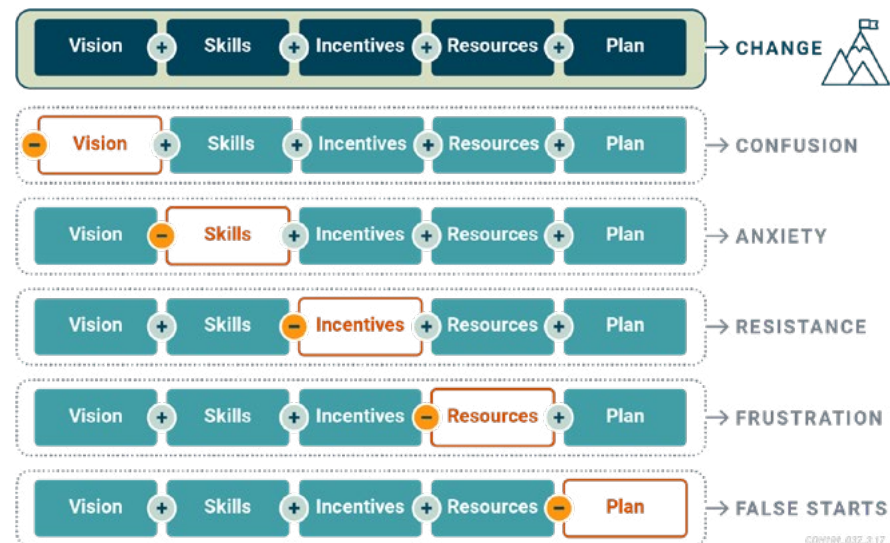 Vision + Skills + Incentives + Resources + Plan → CHANGE
− Vision + Skills + Incentives + Resources + Plan → CONFUSION
Vision − Skills + Incentives + Resources + Plan → ANXIETY
Vision + Skills − Incentives + Resources + Plan → RESISTANCE
Vision + Skills + Incentives − Resources + Plan → FRUSTRATION
Vision + Skills + Incentives + Resources − Plan → FALSE STARTS